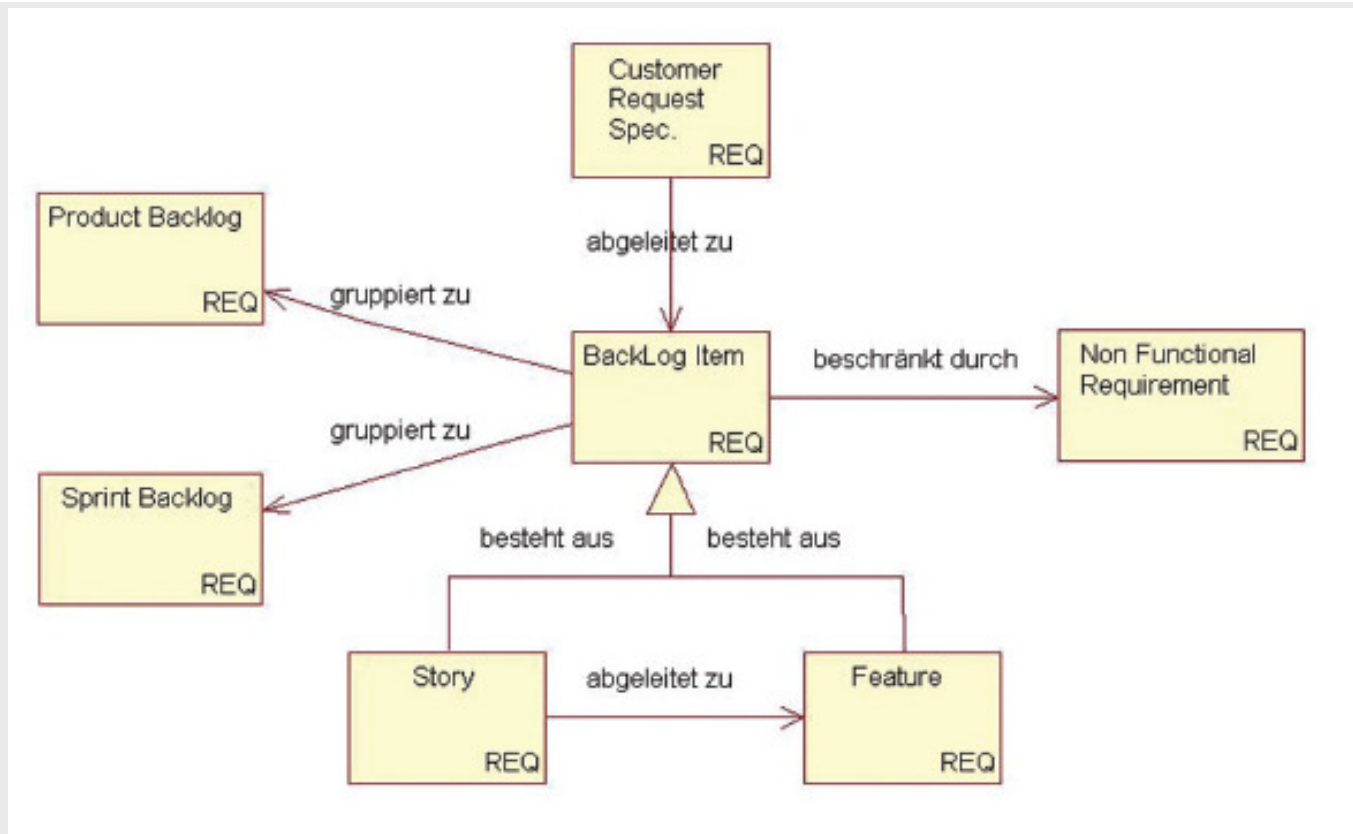 Customer
Request
Spec.
REQ
Product Backlog
REQ
abgeleitet zu
gruppiert zu
BackLog Item
REQ
beschränkt durch
Non Functional
Requirement
REQ
gruppiert zu
Sprint Backlog
REQ
besteht aus
besteht aus
Story
REQ
abgeleitet zu
Feature
REQ